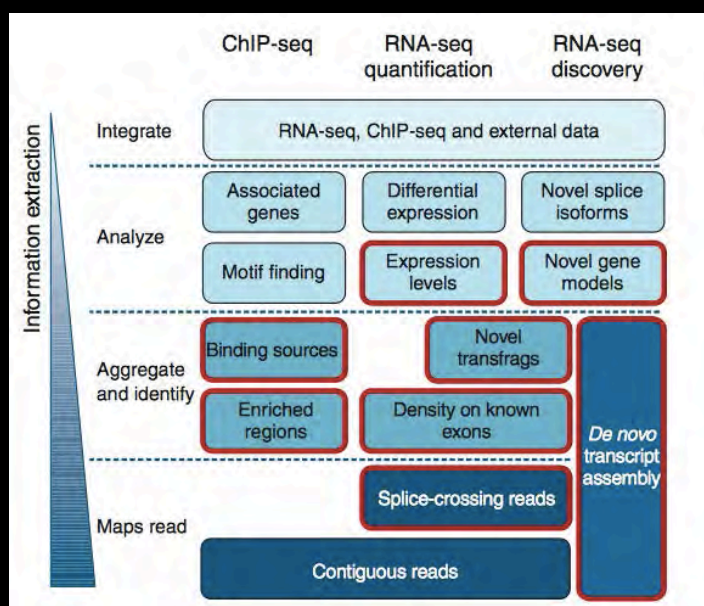 ChIP-seq
RNA-seq
quantification
RNA-seq
discovery
Information extraction
Integrate
RNA-seq, ChIP-seq and external data
Analyze
Associated
genes
Differential
expression
Novel splice
isoforms
Motif finding
Expression
levels
Novel gene
models
Aggregate
and identify
Binding sources
Novel
transfrags
Enriched
regions
Density on known
exons
De novo
transcript
assembly
Maps read
Splice-crossing reads
Contiguous reads